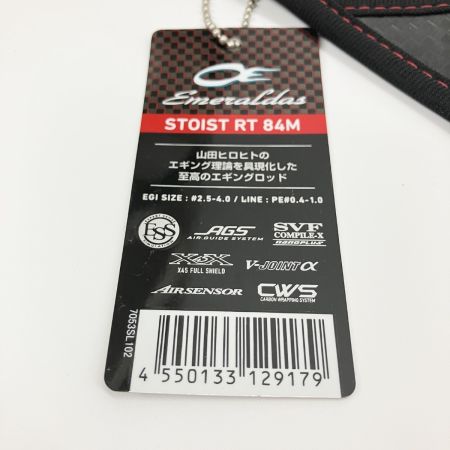 Emeraldas
STOIST RT 84M
山田ヒロヒトの
エギング理論を具現化した
至高のエギングロッド
EGI SIZE : #2.5-4.0 / LINE : PE#0.4-1.0
ESS
AGS
AIR GUIDE SYSTEM
SVF
COMPILE-X
nanoPLUS
X45X
X45 FULL SHIELD
V-JOINT α
AIRSENSOR
CWS
CARBON WRAPPING SYSTEM
7053SL102
4 550133 129179